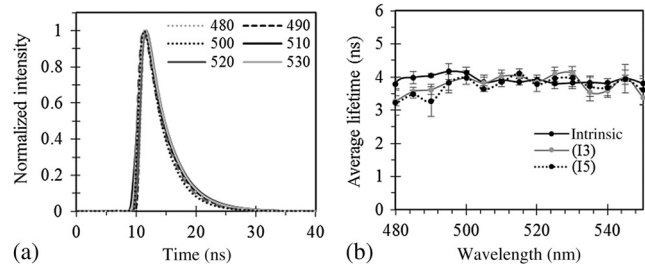 Normalized intensity
1
0.8
0.6
0.4
0.2
0
480 490
500 510
520 530
0 10 20 30 40
(a) Time (ns)
Average lifetime (ns)
6
5
4
3
2
1
0
Intrinsic
(I3)
(I5)
480 500 520 540
(b) Wavelength (nm)